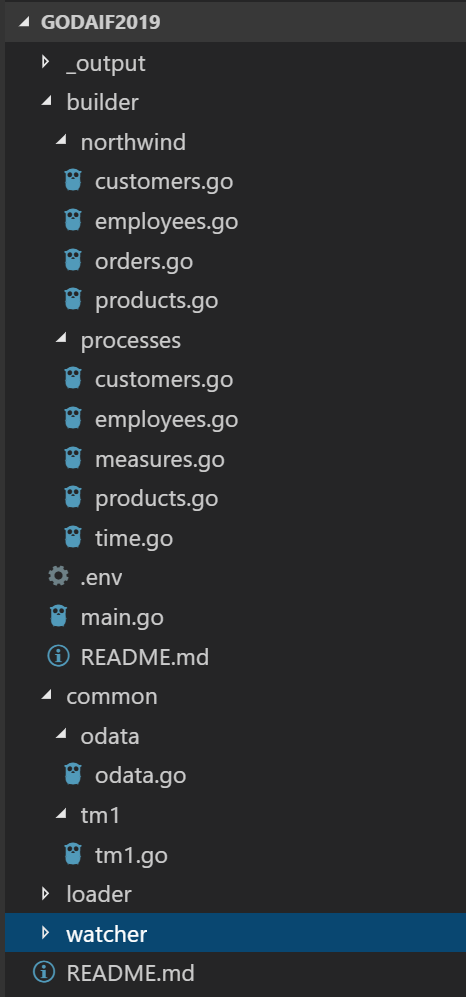 GODAIF2019
_output
builder
northwind
customers.go
employees.go
orders.go
products.go
processes
customers.go
employees.go
measures.go
products.go
time.go
.env
main.go
README.md
common
odata
odata.go
tm1
tm1.go
loader
watcher
README.md